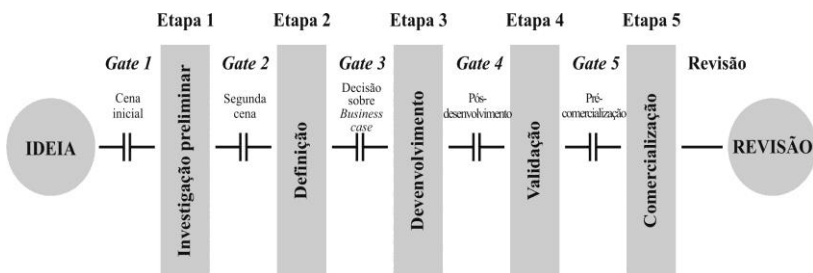 Etapa 1
Etapa 2
Etapa 3
Etapa 4
Etapa 5
Gate 1
Gate 2
Gate 3
Gate 4
Gate 5
Revisão
Cena
inicial
Segunda
cena
Decisão
sobre
Business
case
Pós-
desenvolvimento
Pré-
comercialização
IDEIA
Investigação preliminar
Definição
Devenvolvimento
Validação
Comercialização
REVISÃO